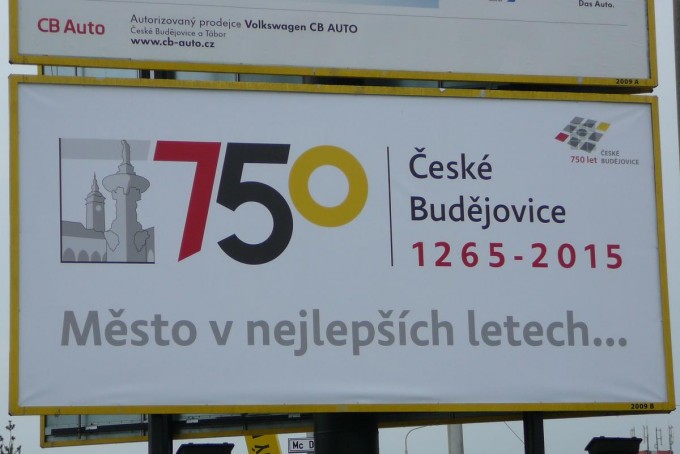 CB Auto
Autorizovaný prodejce Volkswagen CB AUTO
České Budějovice a Tábor
www.cb-auto.cz
Das Auto.
2009 A
750
České
Budějovice
1265-2015
750 let
ČESKÉ
BUDĚJOVICE
Město v nejlepších letech...
2009 B
Mc D